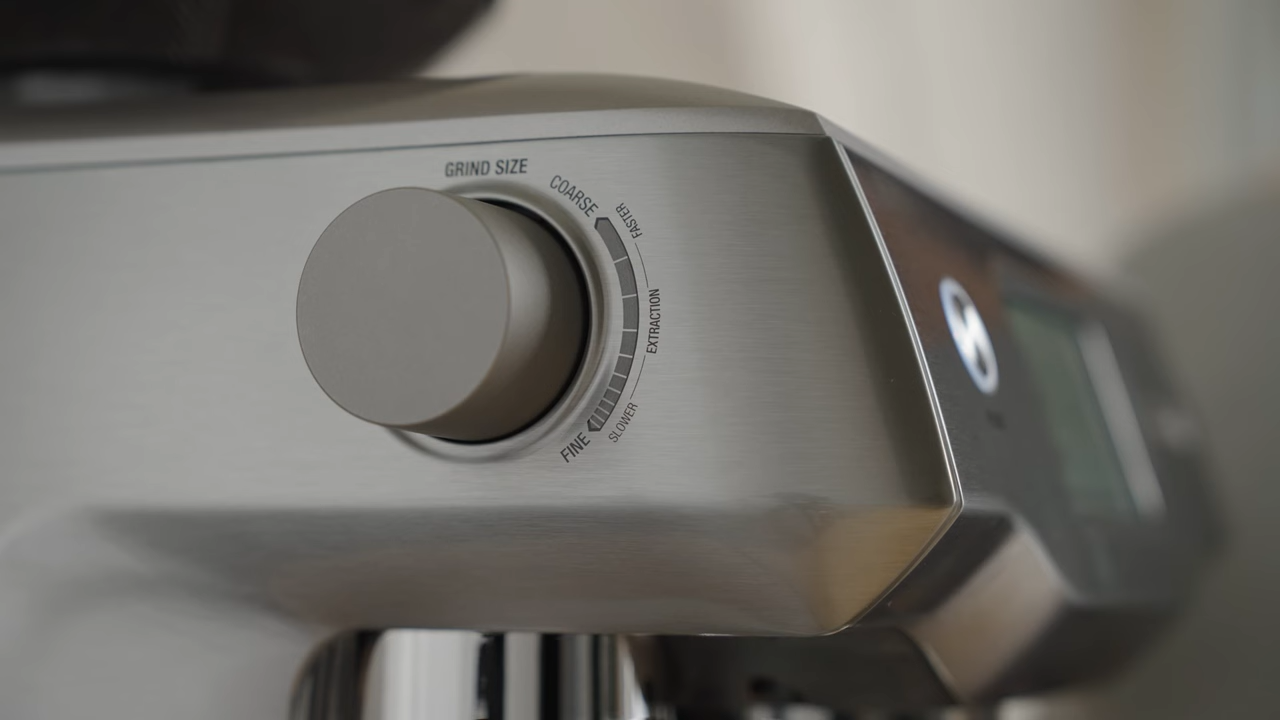 GRIND SIZE
COARSE
FASTER
EXTRACTION
SLOWER
FINE